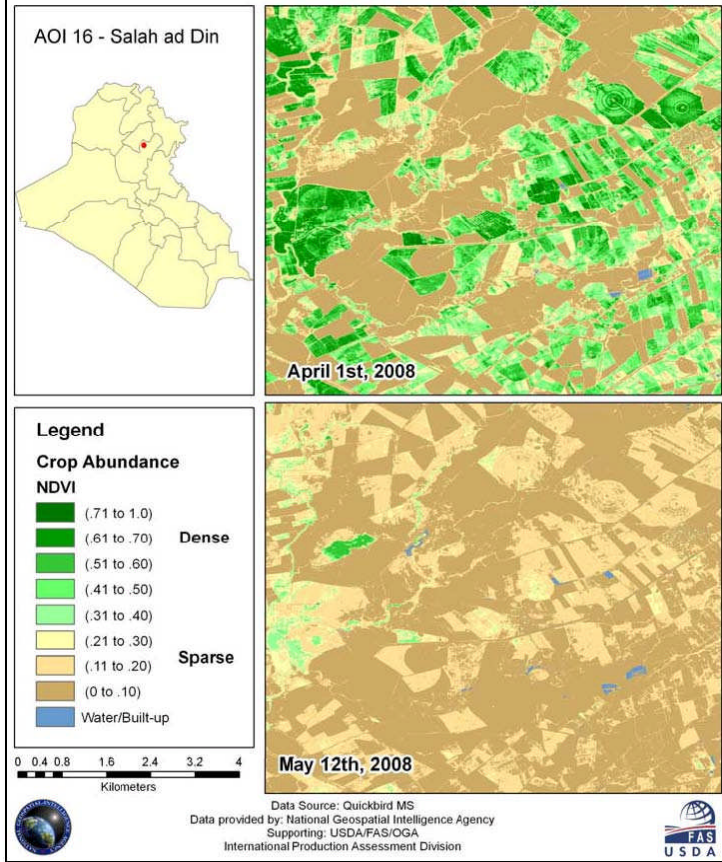 AOI 16 - Salah ad Din
April 1st, 2008
Legend
Crop Abundance
NDVI
(.71 to 1.0)
(.61 to .70)
Dense
(.51 to .60)
(.41 to .50)
(.31 to .40)
(.21 to .30)
Sparse
(.11 to .20)
(0 to .10)
Water/Built-up
0 0.4 0.8 1.6 2.4 3.2 4
Kilometers
May 12th, 2008
Data Source: Quickbird MS
Data provided by: National Geospatial Intelligence Agency
Supporting: USDA/FAS/OGA
International Production Assessment Division
FAS
USDA